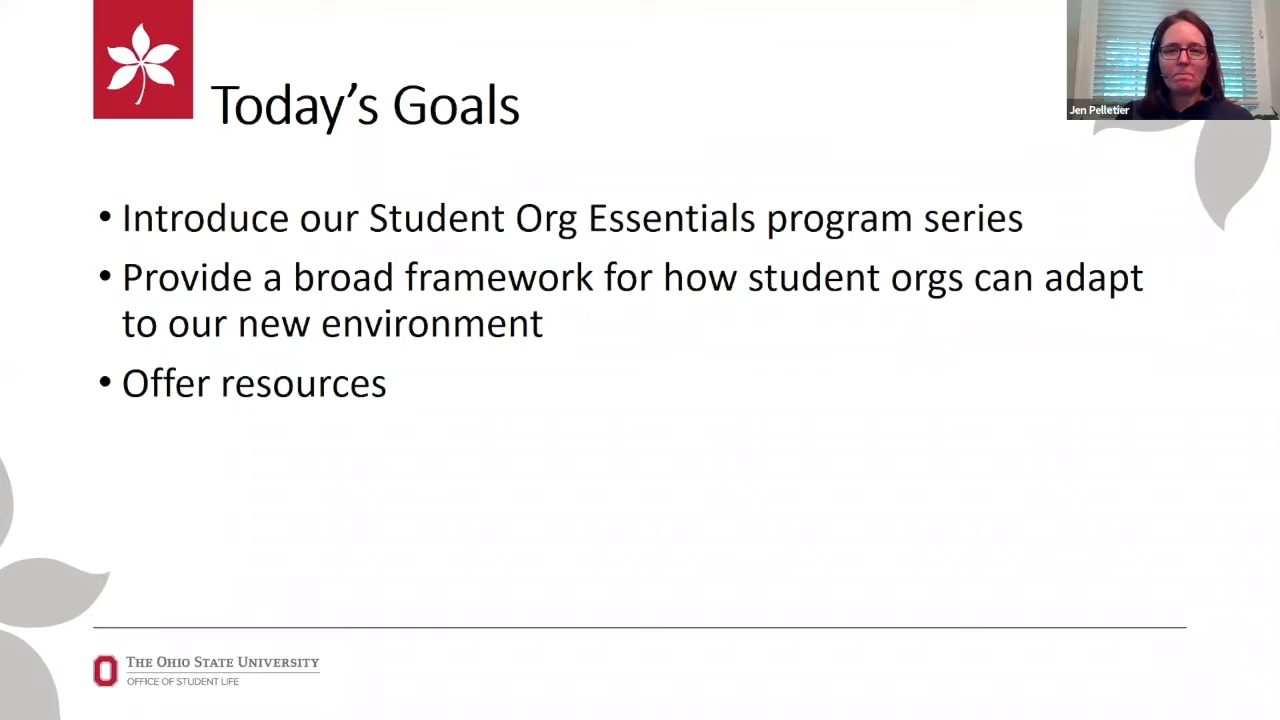 Today's Goals
Jen Pelletier
• Introduce our Student Org Essentials program series
• Provide a broad framework for how student orgs can adapt
to our new environment
• Offer resources
THE OHIO STATE UNIVERSITY
OFFICE OF STUDENT LIFE